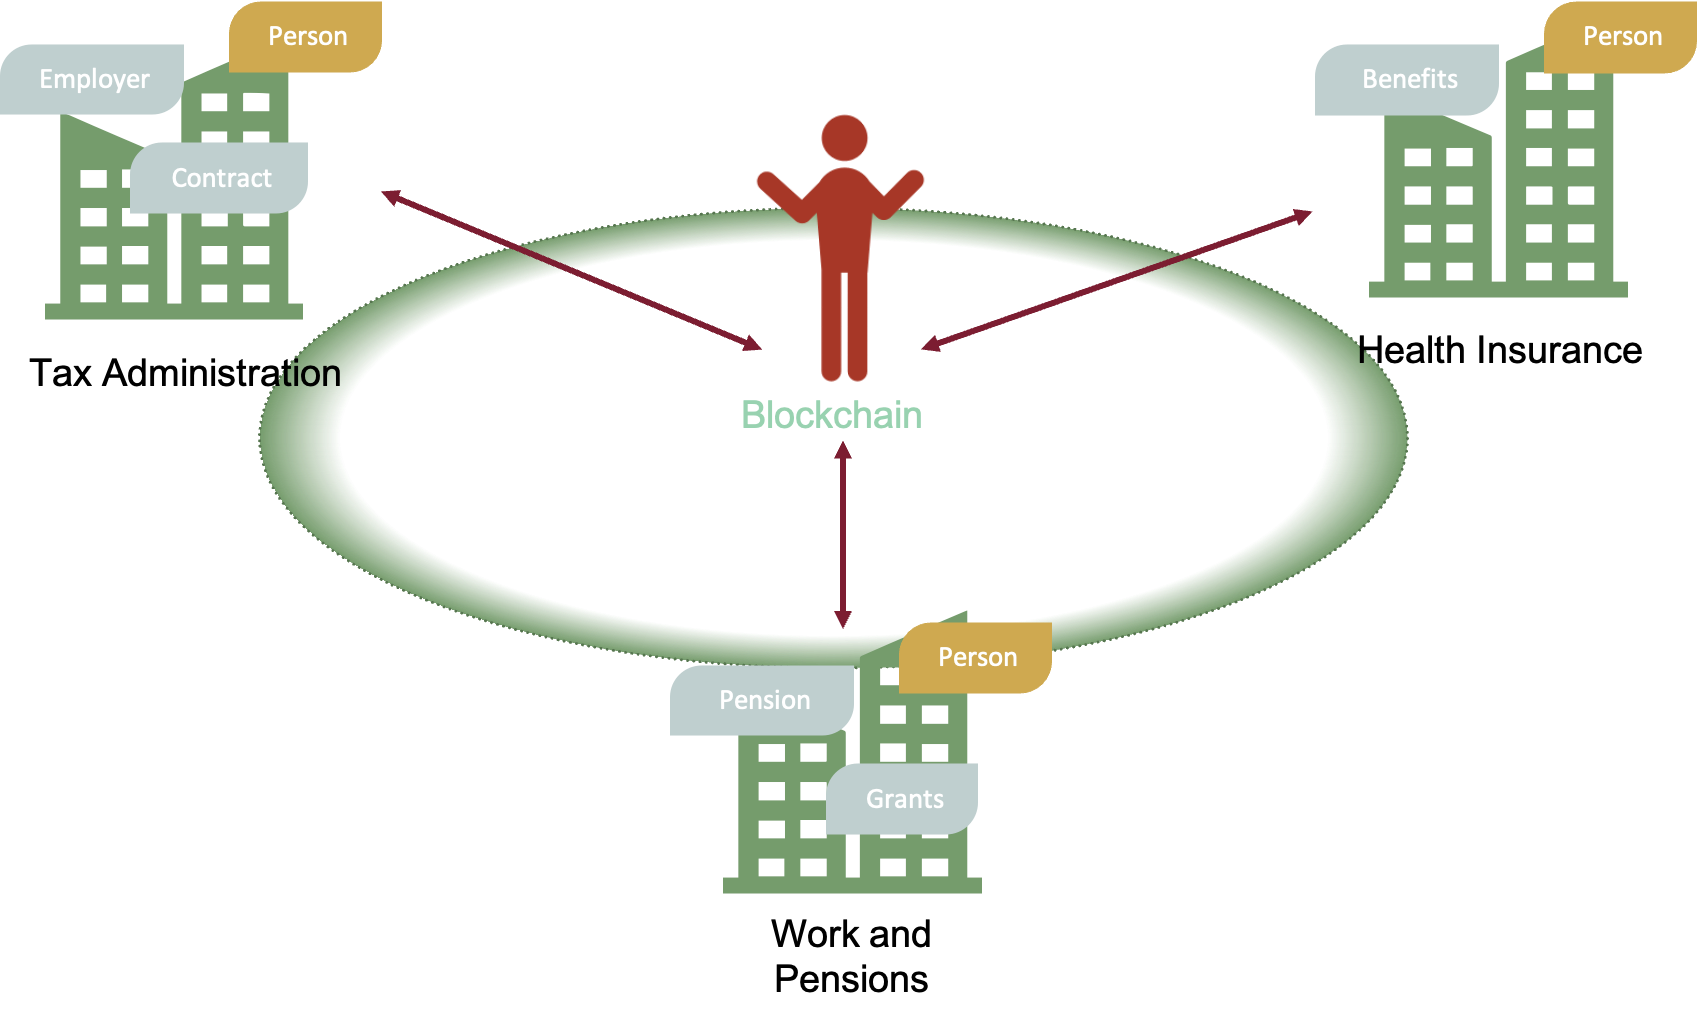 Person
Employer
Contract
Tax Administration
Person
Benefits
Health Insurance
Blockchain
Person
Pension
Grants
Work and
Pensions